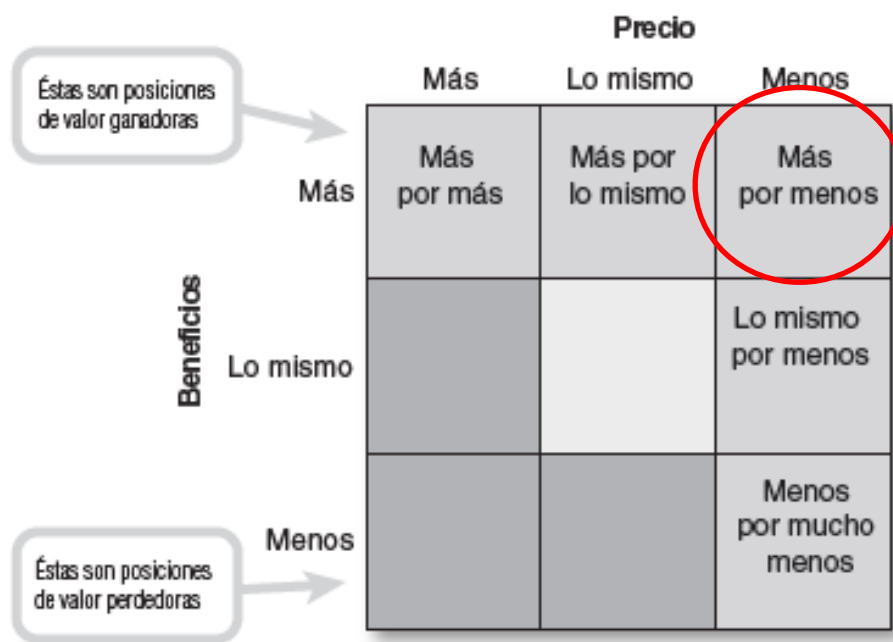 Precio
Éstas son posiciones
de valor ganadoras
Más
Lo mismo
Menos
Más
Más
por más
Más por
lo mismo
Más
por menos
Beneficios
Lo mismo
Lo mismo
por menos
Menos
Menos
por mucho
menos
Éstas son posiciones
de valor perdedoras